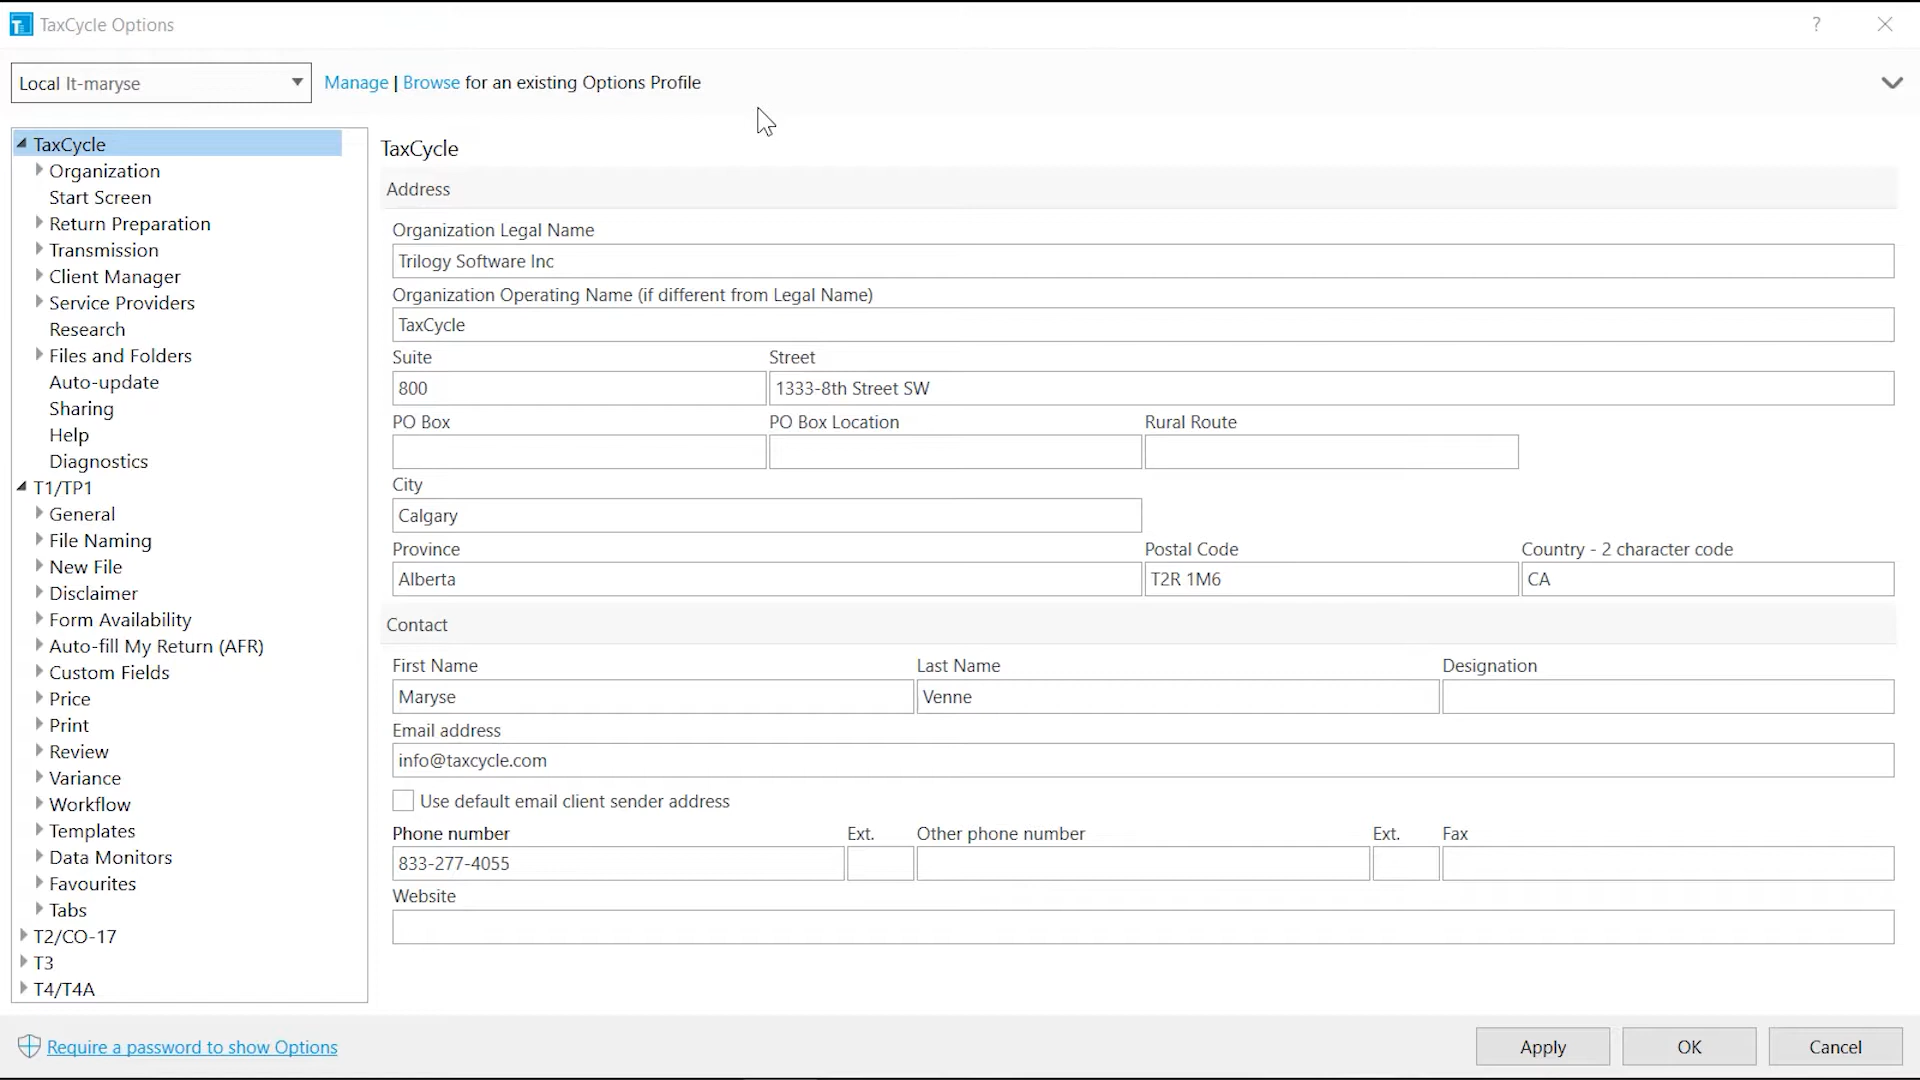 TaxCycle Options
?
Local lt-maryse
Manage | Browse for an existing Options Profile
TaxCycle
Organization
Start Screen
Return Preparation
Transmission
Client Manager
Service Providers
Research
Files and Folders
Auto-update
Sharing
Help
Diagnostics
T1/TP1
General
File Naming
New File
Disclaimer
Form Availability
Auto-fill My Return (AFR)
Custom Fields
Price
Print
Review
Variance
Workflow
Templates
Data Monitors
Favourites
Tabs
T2/CO-17
T3
T4/T4A
TaxCycle
Address
Organization Legal Name
Trilogy Software Inc
Organization Operating Name (if different from Legal Name)
TaxCycle
Suite Street
800 1333-8th Street SW
PO Box PO Box Location Rural Route
City
Calgary
Province Postal Code Country - 2 character code
Alberta T2R 1M6 CA
Contact
First Name Last Name Designation
Maryse Venne
Email address
info@taxcycle.com
Use default email client sender address
Phone number Ext. Other phone number Ext. Fax
833-277-4055
Website
Require a password to show Options
Apply OK Cancel